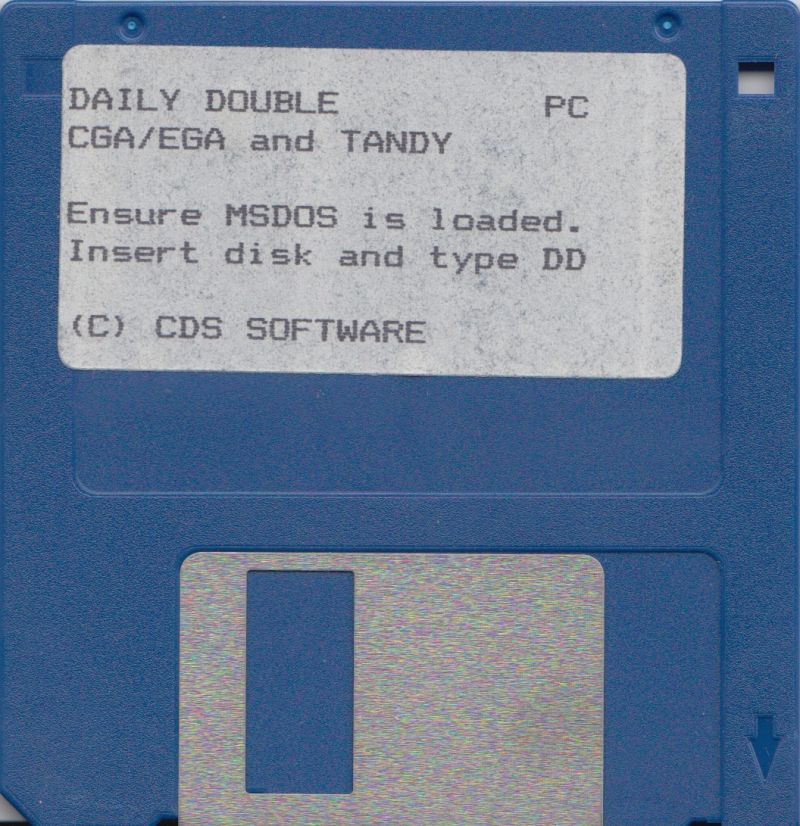 DAILY DOUBLE PC
CGA/EGA and TANDY
Ensure MSDOS is loaded.
Insert disk and type DD
(C) CDS SOFTWARE